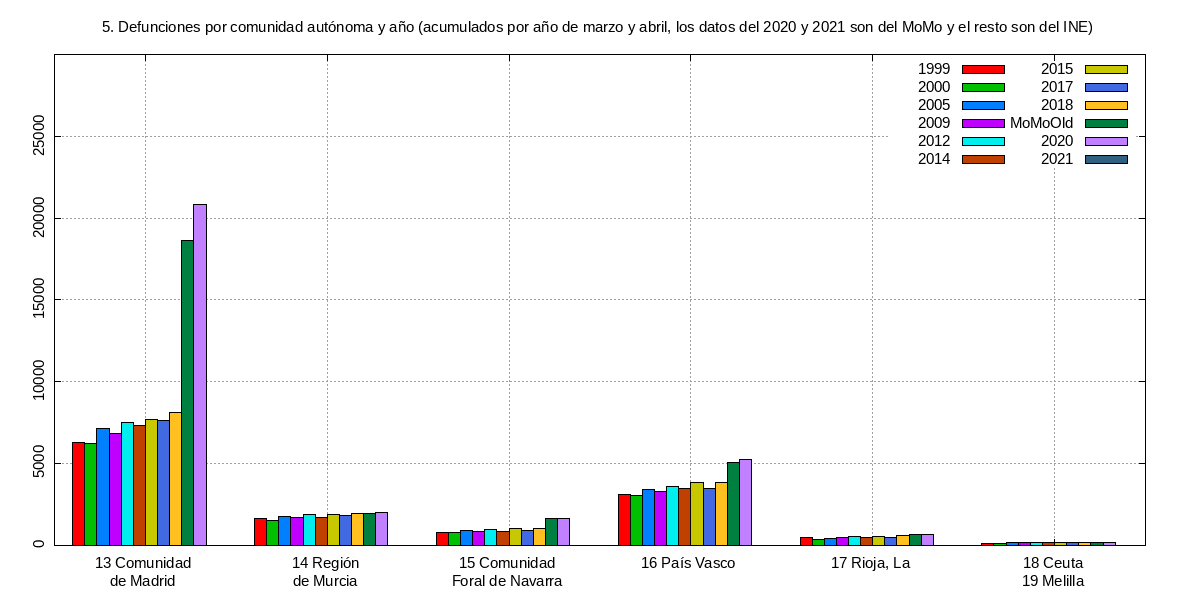 5. Defunciones por comunidad autónoma y año (acumulados por año de marzo y abril, los datos del 2020 y 2021 son del MoMo y el resto son del INE)
1999 2015
2000 2017
2005 2018
2009 MoMoOld
2012 2020
2014 2021
25000
20000
15000
10000
5000
0
13 Comunidad de Madrid
14 Región de Murcia
15 Comunidad Foral de Navarra
16 País Vasco
17 Rioja, La
18 Ceuta
19 Melilla